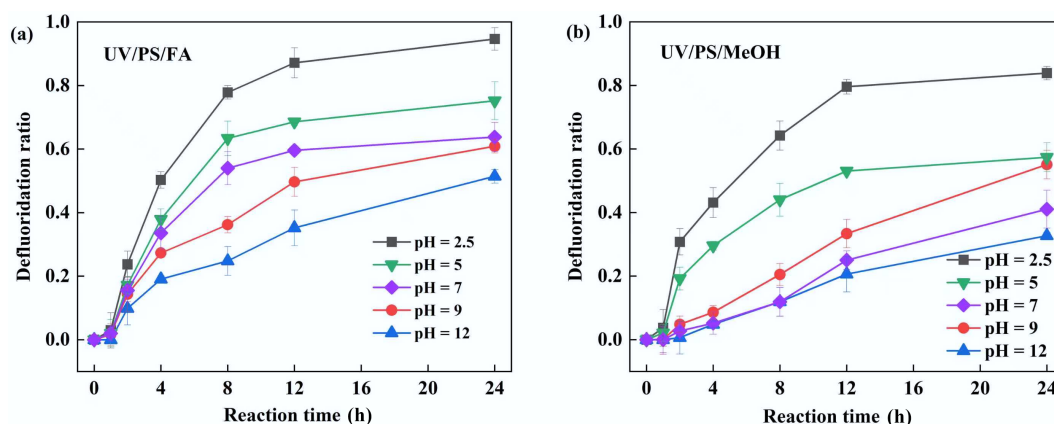 (a)
UV/PS/FA
Defluoridation ratio
1.0
0.8
0.6
0.4
0.2
0.0
pH = 2.5
pH = 5
pH = 7
pH = 9
pH = 12
0 4 8 12 16 20 24
Reaction time (h)
(b)
UV/PS/MeOH
Defluoridation ratio
1.0
0.8
0.6
0.4
0.2
0.0
pH = 2.5
pH = 5
pH = 7
pH = 9
pH = 12
0 4 8 12 16 20 24
Reaction time (h)